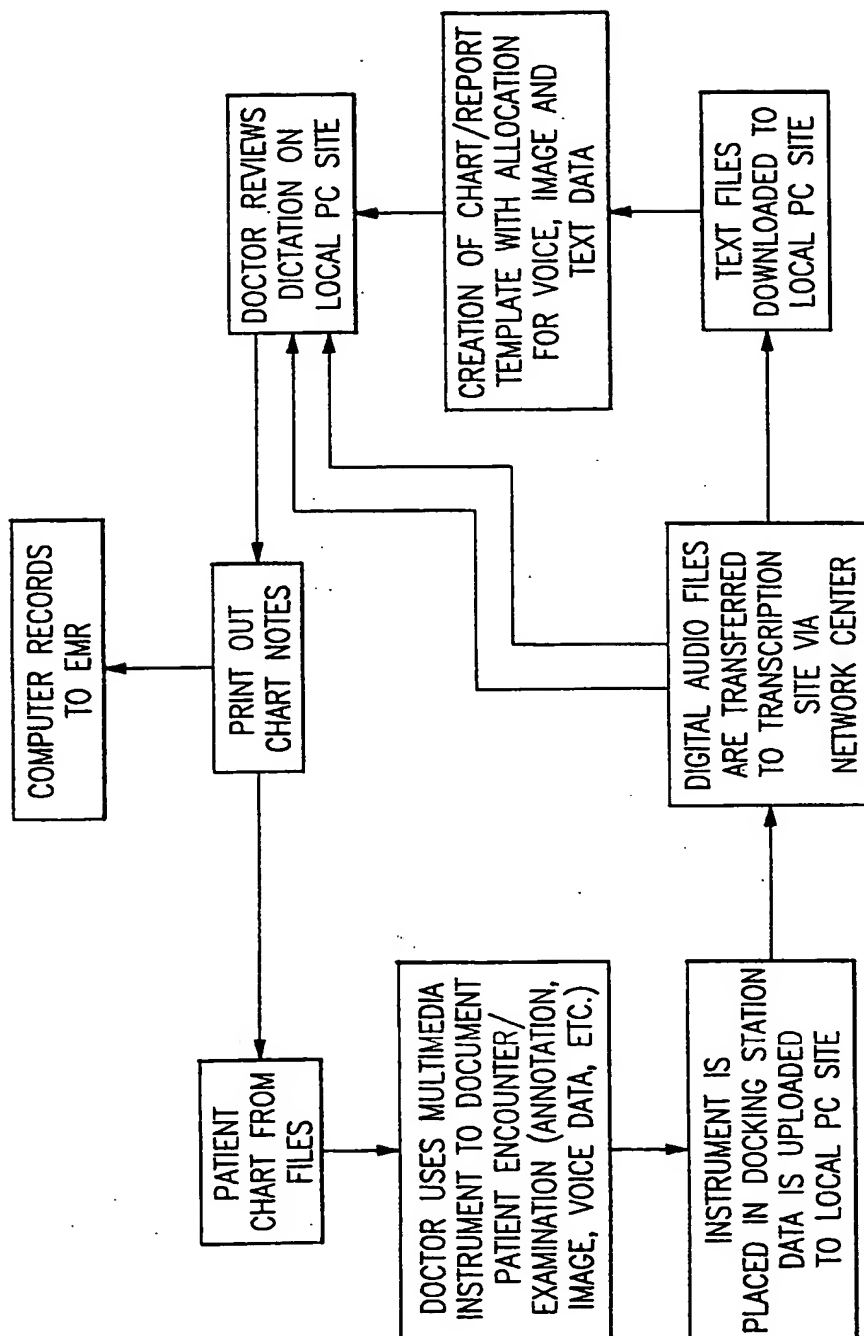 COMPUTER RECORDS
TO EMR
PRINT OUT
CHART NOTES
DOCTOR REVIEWS
DICTATION ON
LOCAL PC SITE
PATIENT
CHART FROM
FILES
DOCTOR USES MULTIMEDIA
INSTRUMENT TO DOCUMENT
PATIENT ENCOUNTER/
EXAMINATION (ANNOTATION,
IMAGE, VOICE DATA, ETC.)
CREATION OF CHART/REPORT
TEMPLATE WITH ALLOCATION
FOR VOICE, IMAGE AND
TEXT DATA
INSTRUMENT IS
PLACED IN DOCKING STATION
DATA IS UPLOADED
TO LOCAL PC SITE
DIGITAL AUDIO FILES
ARE TRANSFERRED
TO TRANSCRIPTION
SITE VIA
NETWORK CENTER
TEXT FILES
DOWNLOADED TO
LOCAL PC SITE